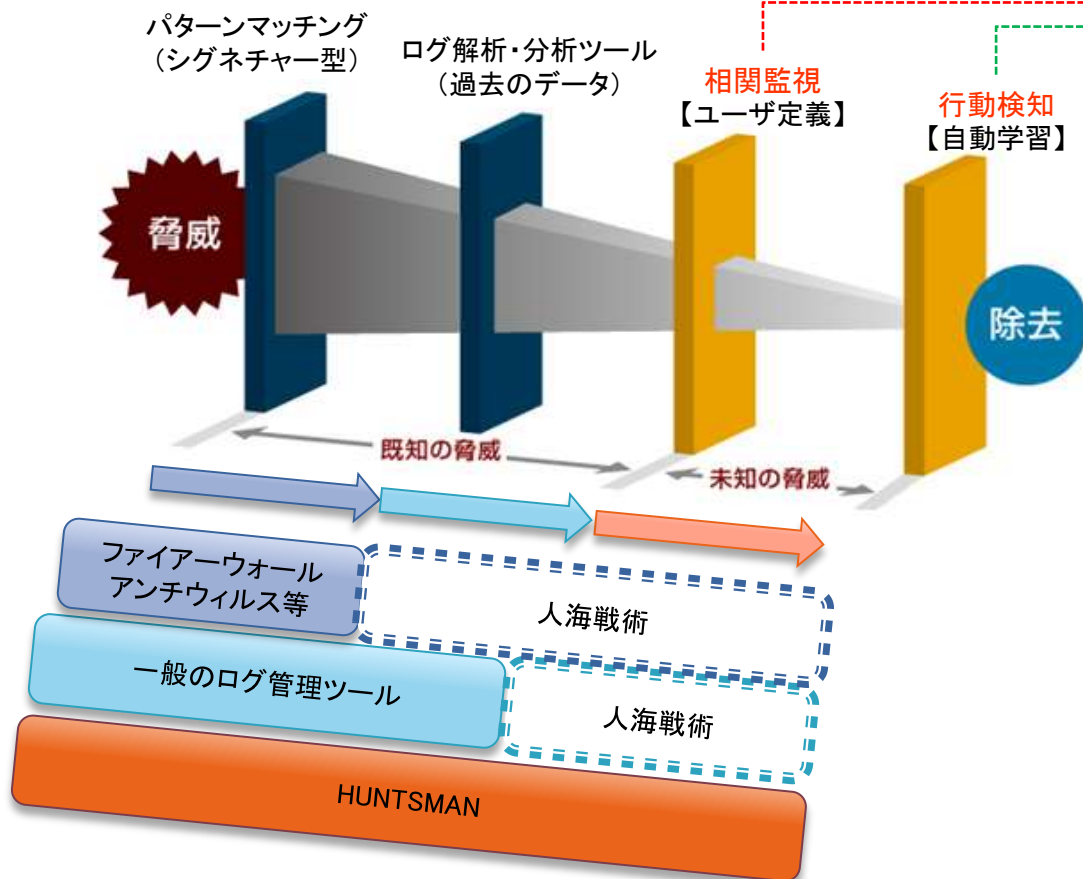 パターンマッチング
(シグネチャー型)
ログ解析・分析ツール
(過去のデータ)
相関監視
【ユーザ定義】
行動検知
【自動学習】
脅威
除去
既知の脅威
未知の脅威
ファイアーウォール
アンチウィルス等
人海戦術
一般のログ管理ツール
人海戦術
HUNTSMAN